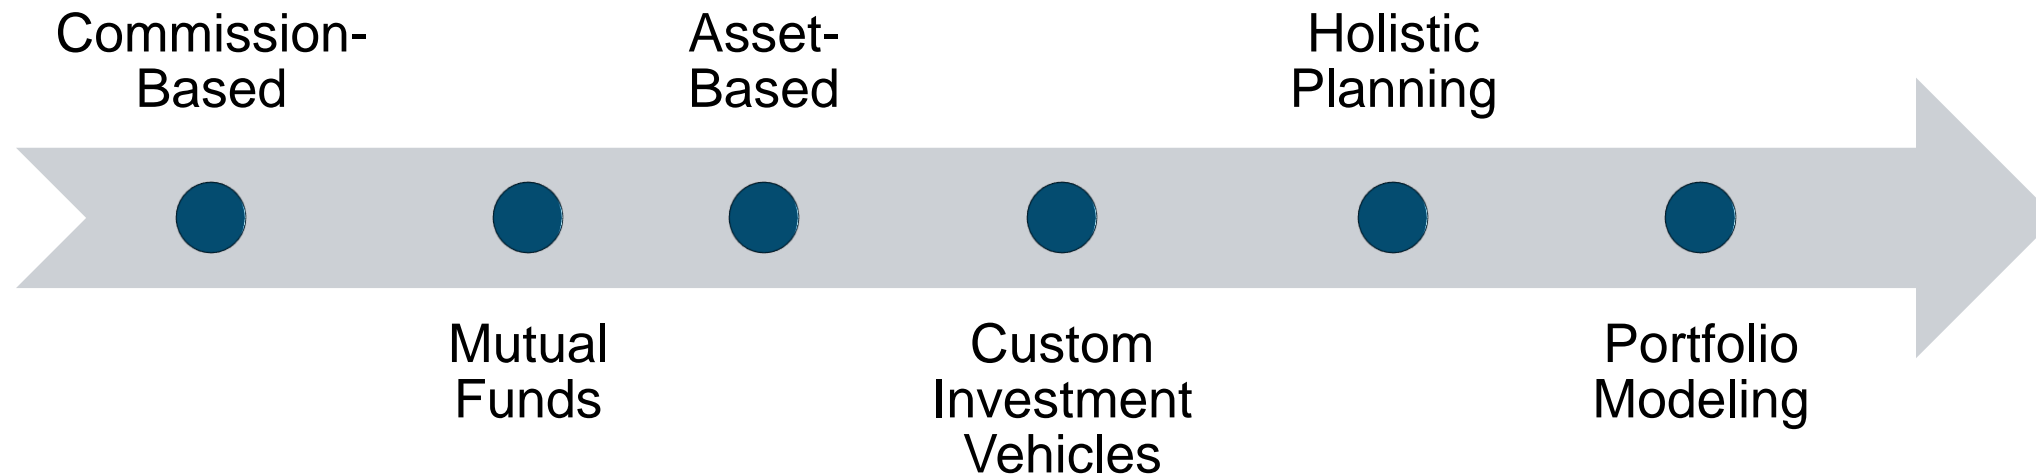 Commission-
Based
Asset-
Based
Holistic
Planning
Mutual
Funds
Custom
Investment
Vehicles
Portfolio
Modeling